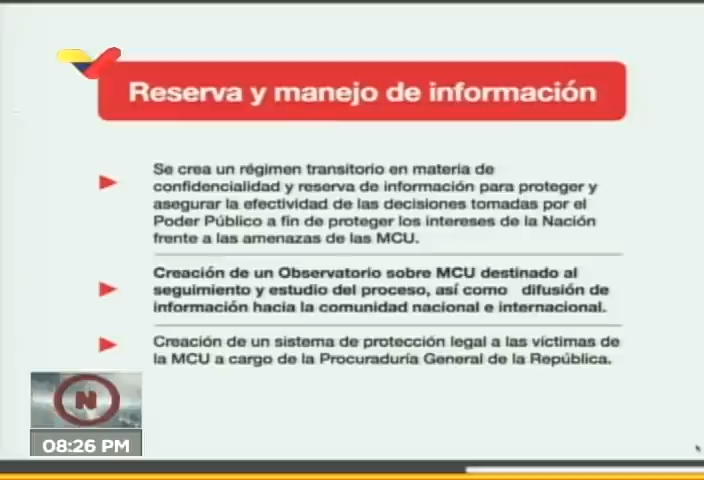 Reserva y manejo de información
Se crea un régimen transitorio en materia de
confidencialidad y reserva de información para proteger y
asegurar la efectividad de las decisiones tomadas por el
Poder Público a fin de proteger los intereses de la Nación
frente a las amenazas de las MCU.
Creación de un Observatorio sobre MCU destinado al
seguimiento y estudio del proceso, así como difusión de
información hacia la comunidad nacional e internacional.
Creación de un sistema de protección legal a las víctimas de
la MCU a cargo de la Procuraduría General de la República.
N
08:26 PM